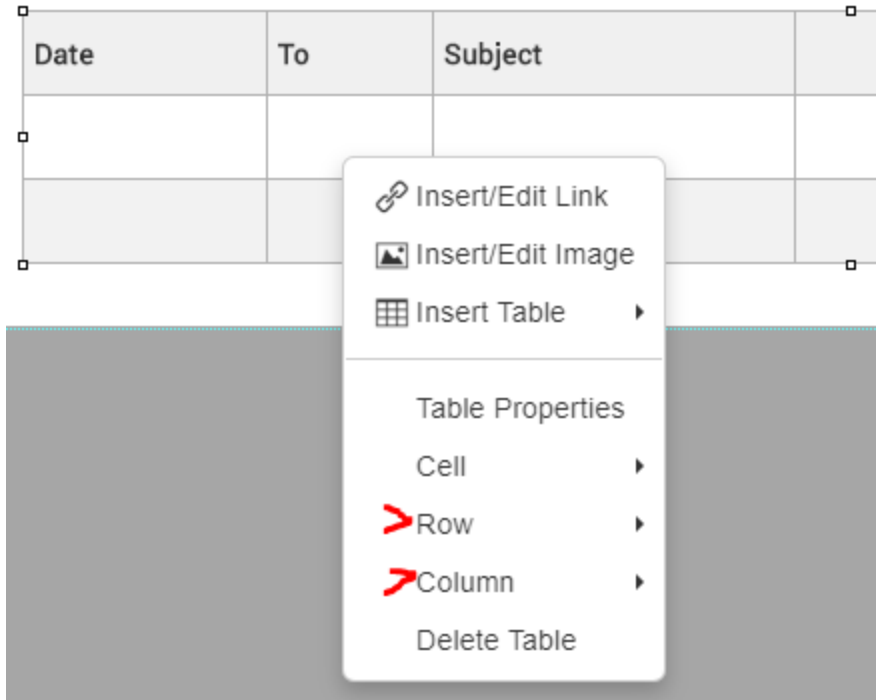 Date To Subject
Insert/Edit Link
Insert/Edit Image
Insert Table
Table Properties
Cell
Row
Column
Delete Table